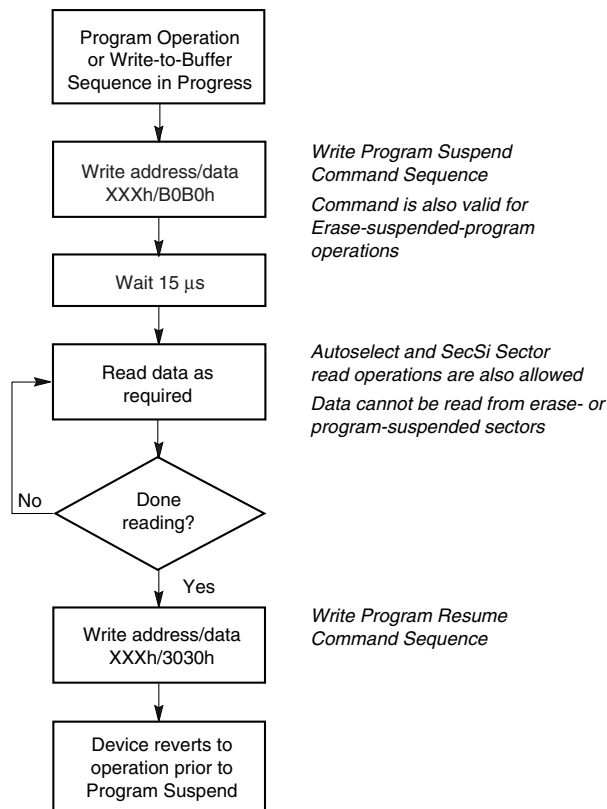 Program Operation
or Write-to-Buffer
Sequence in Progress
Write address/data
XXXh/B0B0h
Write Program Suspend
Command Sequence
Command is also valid for
Erase-suspended-program
operations
Wait 15 μs
Read data as
required
Autoselect and SecSi Sector
read operations are also allowed
Data cannot be read from erase- or
program-suspended sectors
No
Done
reading?
Yes
Write address/data
XXXh/3030h
Write Program Resume
Command Sequence
Device reverts to
operation prior to
Program Suspend